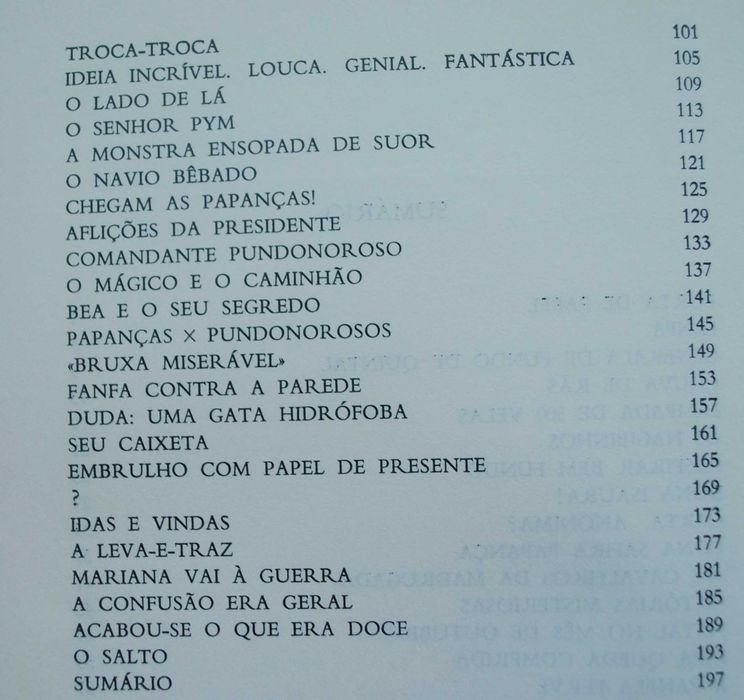 TROCA-TROCA 101
IDEIA INCRÍVEL. LOUCA. GENIAL. FANTÁSTICA 105
O LADO DE LÁ 109
O SENHOR PYM 113
A MONSTRA ENSOPADA DE SUOR 117
O NAVIO BÊBADO 121
CHEGAM AS PAPANÇAS! 125
AFLIÇÕES DA PRESIDENTE 129
COMANDANTE PUNDONOROSO 133
O MÁGICO E O CAMINHÃO 137
BEA E O SEU SEGREDO 141
PAPANÇAS × PUNDONOROSOS 145
«BRUXA MISERÁVEL» 149
FANFA CONTRA A PAREDE 153
DUDA: UMA GATA HIDRÓFOBA 157
SEU CAIXETA 161
EMBRULHO COM PAPEL DE PRESENTE 165
? 169
IDAS E VINDAS 173
A LEVA-E-TRAZ 177
MARIANA VAI À GUERRA 181
A CONFUSÃO ERA GERAL 185
ACABOU-SE O QUE ERA DOCE 189
O SALTO 193
SUMÁRIO 197